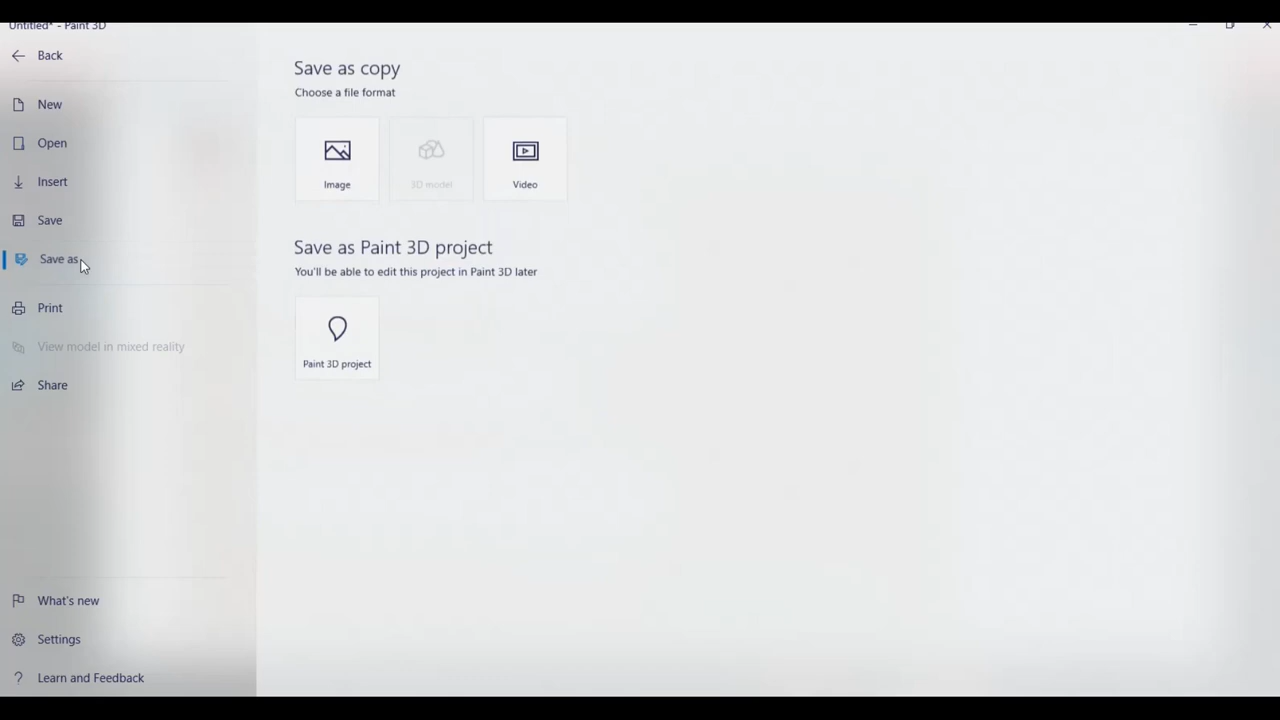 Untitled* - Paint 3D
Back
New
Open
Insert
Save
Save as
Print
View model in mixed reality
Share
What's new
Settings
Learn and Feedback
Save as copy
Choose a file format
Image
3D model
Video
Save as Paint 3D project
You'll be able to edit this project in Paint 3D later
Paint 3D project